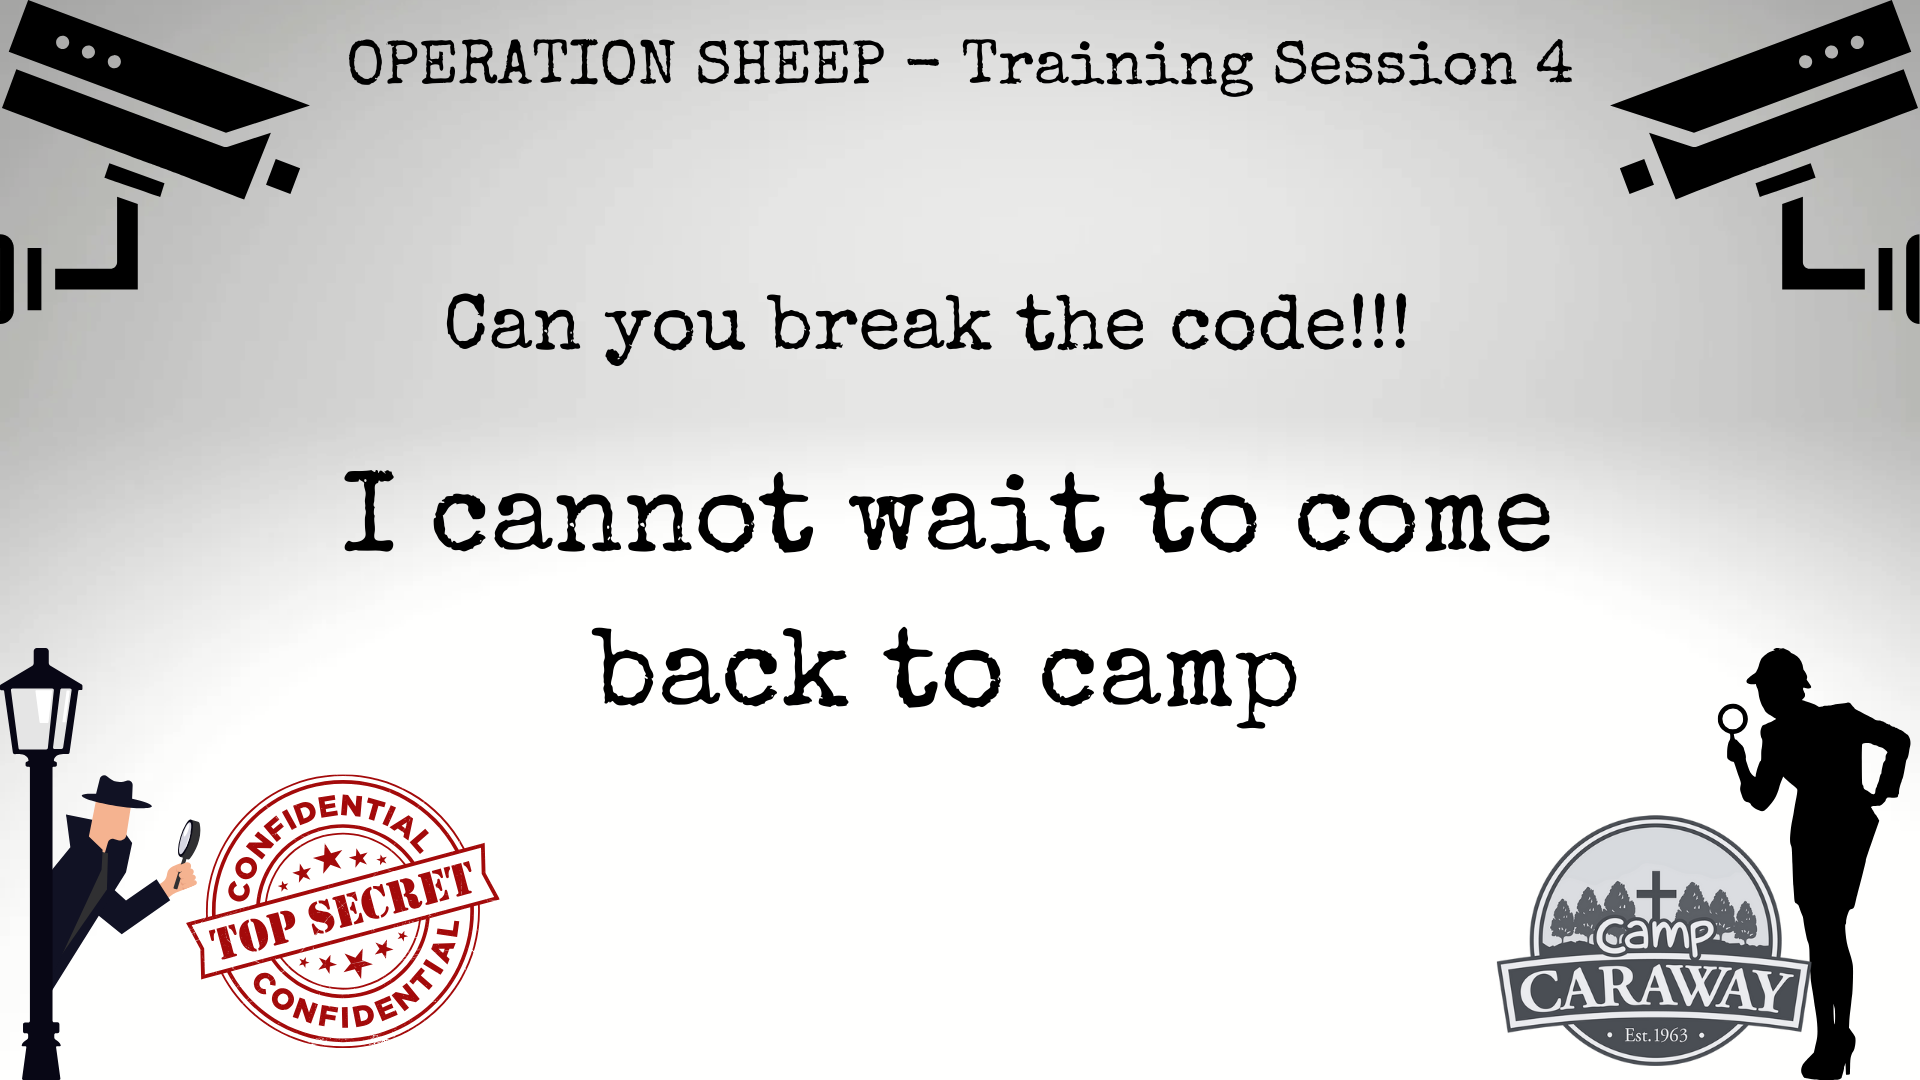 OPERATION SHEEP - Training Session 4
Can you break the code!!!
I cannot wait to come
back to camp
CONFIDENTIAL
TOP SECRET
CONFIDENTIAL
camp
CARAWAY
• Est.1963 •